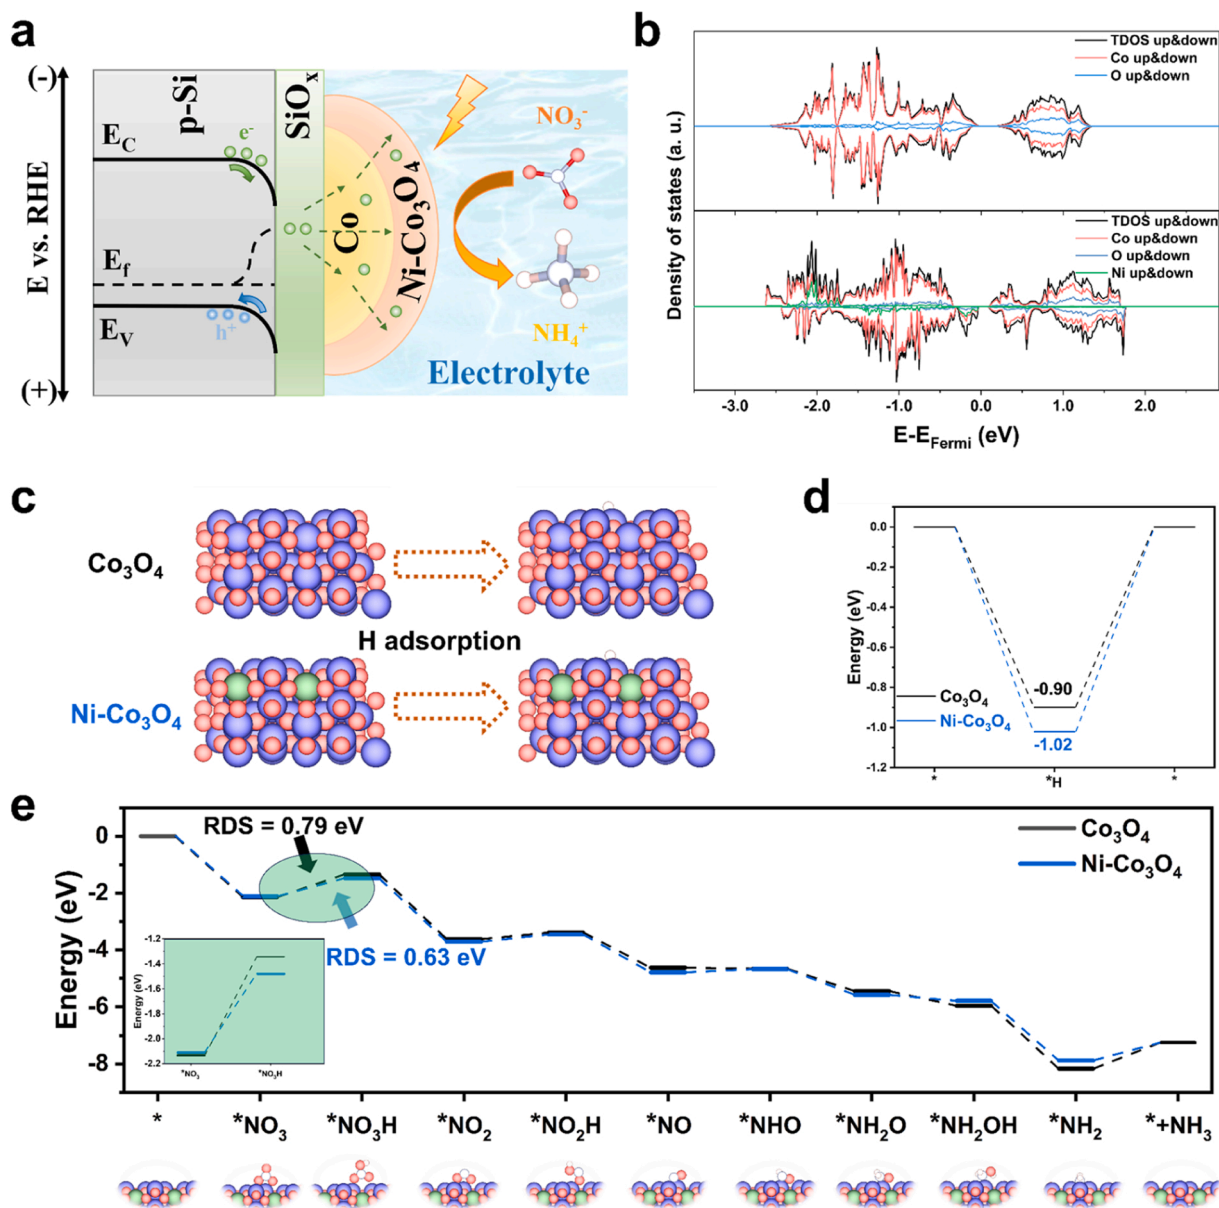 a
(-)
E vs. RHE
(+)
p-Si
SiOₓ
E_C
e⁻
E_f
E_V
h⁺
Co
Ni-Co₃O₄
NO₃⁻
NH₄⁺
Electrolyte
b
TDOS up&down
Co up&down
O up&down
TDOS up&down
Co up&down
O up&down
Ni up&down
Density of states (a. u.)
-3.0 -2.0 -1.0 0.0 1.0 2.0
E-E_Fermi (eV)
c
Co₃O₄
H adsorption
Ni-Co₃O₄
d
0.0
-0.2
-0.4
-0.6
-0.8
-1.0
-1.2
Energy (eV)
-0.90
Co₃O₄
Ni-Co₃O₄
-1.02
* *H *
e
RDS = 0.79 eV
Co₃O₄
Ni-Co₃O₄
RDS = 0.63 eV
0
-2
-4
-6
-8
Energy (eV)
-1.2
-1.4
-1.6
-1.8
-2.0
-2.2
Energy (eV)
*NO₃ *NO₃H
* *NO₃ *NO₃H *NO₂ *NO₂H *NO *NHO *NH₂O *NH₂OH *NH₂ *+NH₃